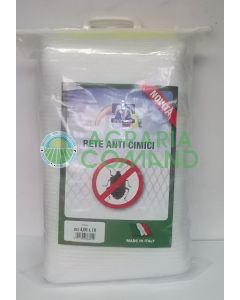 NOVITÀ
RETE ANTI CIMICI
AGRARIA
COMAND
MADE IN ITALY